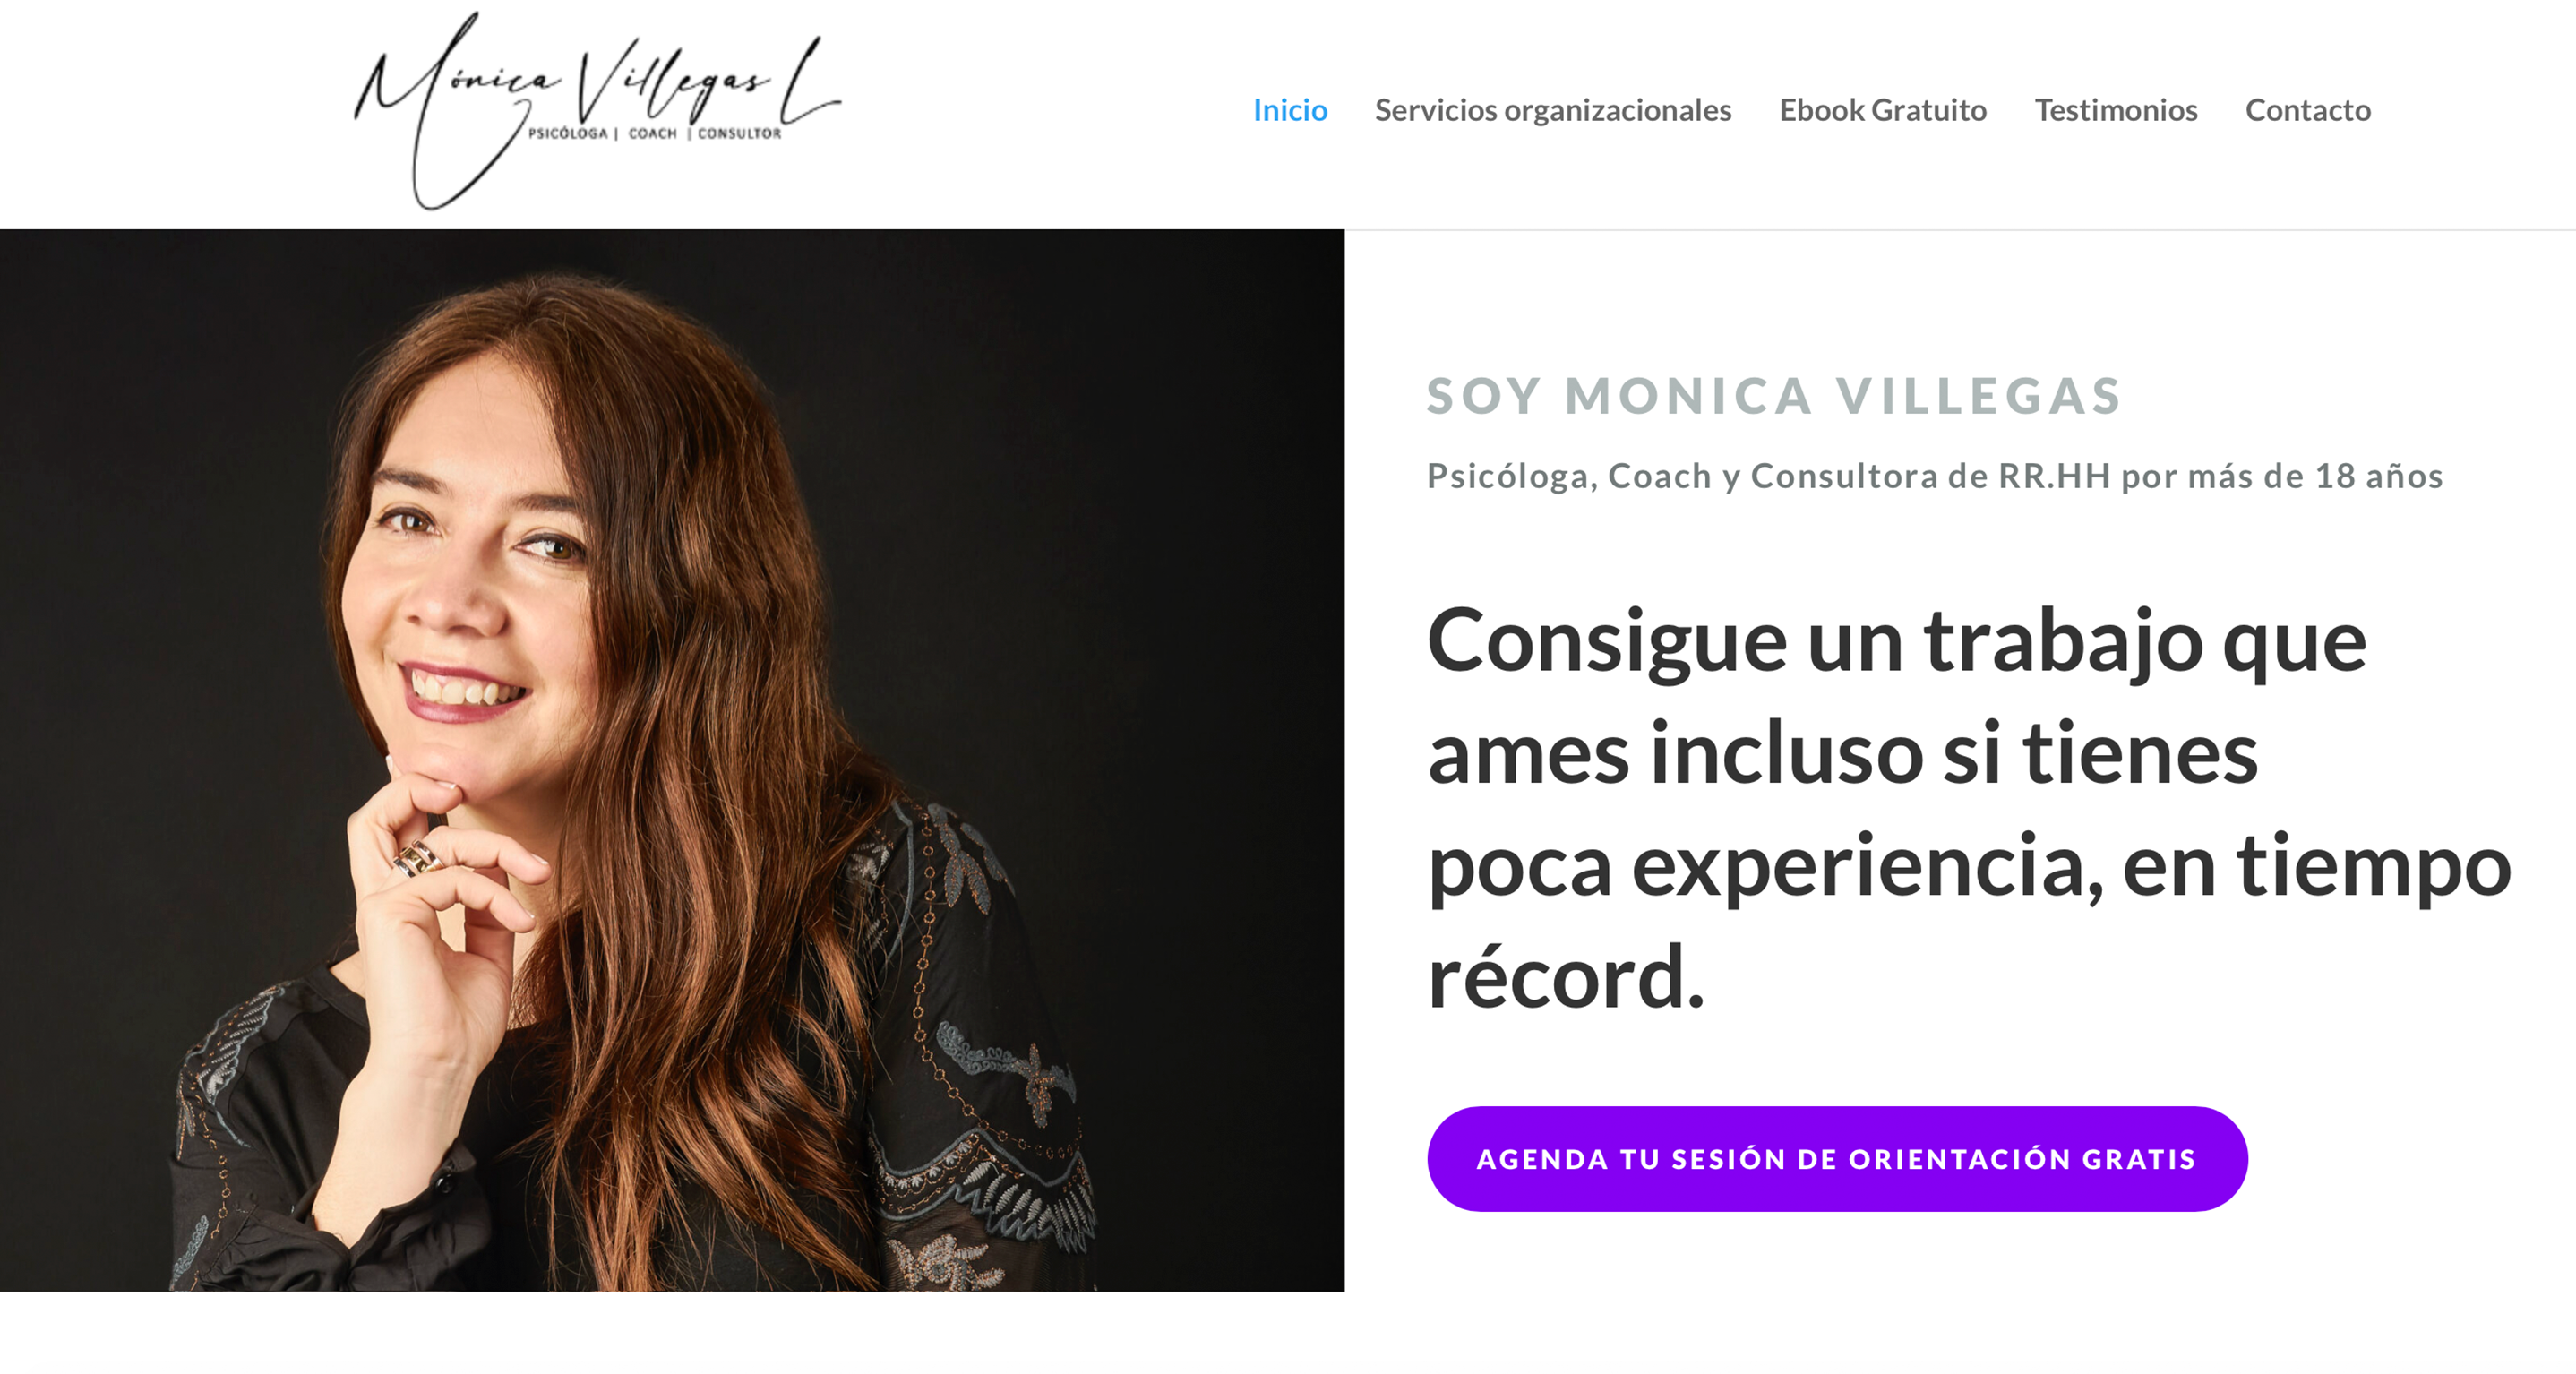 Mónica Villegas L
PSICÓLOGA | COACH | CONSULTOR
Inicio Servicios organizacionales Ebook Gratuito Testimonios Contacto
SOY MONICA VILLEGAS
Psicóloga, Coach y Consultora de RR.HH por más de 18 años
Consigue un trabajo que
ames incluso si tienes
poca experiencia, en tiempo
récord.
AGENDA TU SESIÓN DE ORIENTACIÓN GRATIS